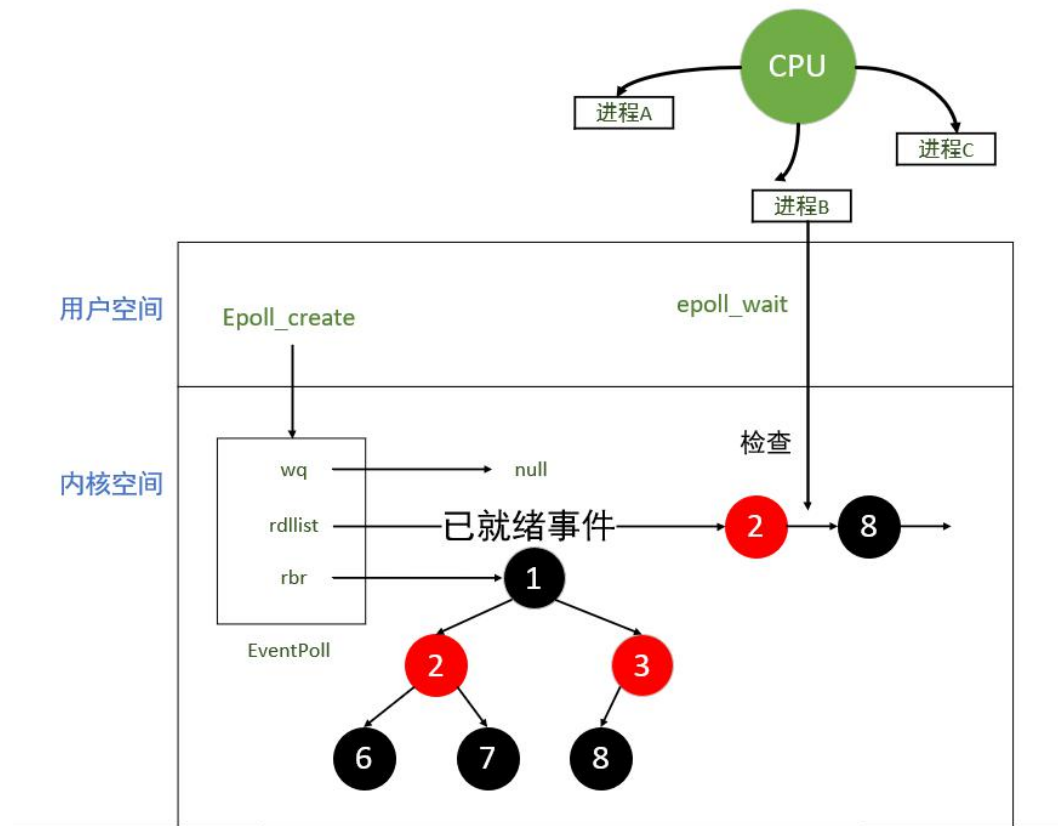 CPU
进程A
进程C
进程B
用户空间
Epoll_create
epoll_wait
内核空间
检查
wq
null
rdllist
已就绪事件
2
8
rbr
1
EventPoll
2
3
6
7
8